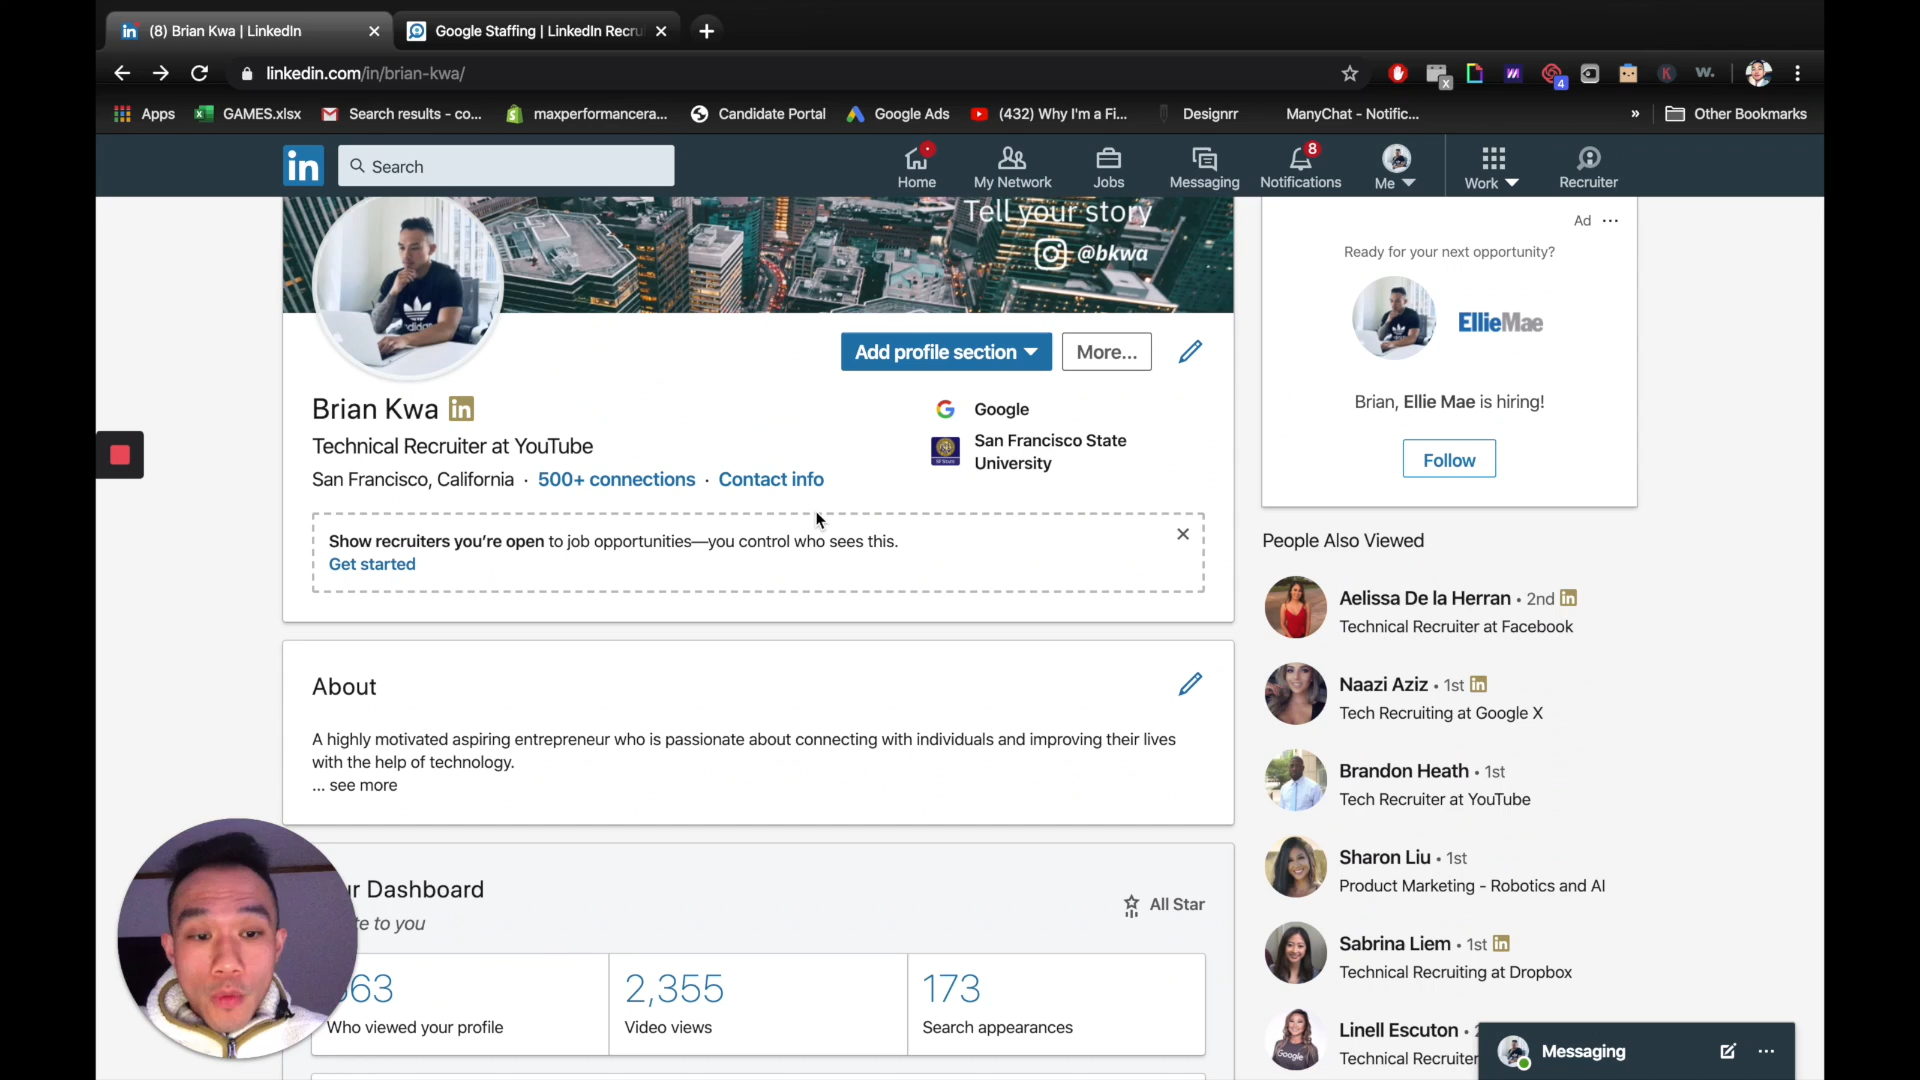 (8) Brian Kwa | LinkedIn
Google Staffing | LinkedIn Recru
linkedin.com/in/brian-kwa/
Apps
GAMES.xlsx
Search results - co...
maxperformancera...
Candidate Portal
Google Ads
(432) Why I'm a Fi...
Designrr
ManyChat - Notific...
»
Other Bookmarks
x
4
K
w.
in
Search
Home
My Network
Jobs
Messaging
8
Notifications
Me
Work
Recruiter
Tell your story
@bkwa
adidas
Add profile section
More...
Brian Kwa in
Technical Recruiter at YouTube
San Francisco, California · 500+ connections · Contact info
Google
San Francisco State
University
Show recruiters you're open to job opportunities—you control who sees this.
Get started
About
A highly motivated aspiring entrepreneur who is passionate about connecting with individuals and improving their lives
with the help of technology.
... see more
r Dashboard
te to you
All Star
63
Who viewed your profile
2,355
Video views
173
Search appearances
Ad ...
Ready for your next opportunity?
EllieMae
Brian, Ellie Mae is hiring!
Follow
People Also Viewed
Aelissa De la Herran • 2nd in
Technical Recruiter at Facebook
Naazi Aziz • 1st in
Tech Recruiting at Google X
Brandon Heath • 1st
Tech Recruiter at YouTube
Sharon Liu • 1st
Product Marketing - Robotics and AI
Sabrina Liem • 1st in
Technical Recruiting at Dropbox
Linell Escuton •
Technical Recruiter
Google
Messaging